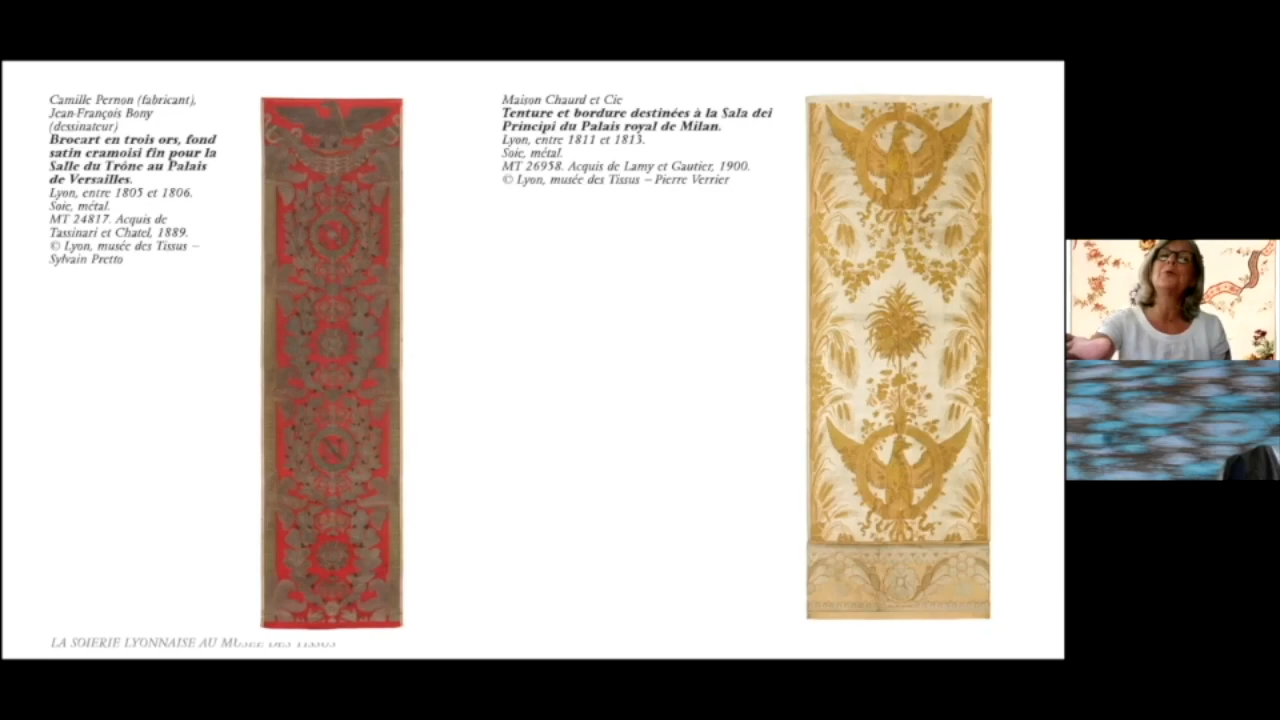 Camille Pernon (fabricant),
Jean-François Bony
(dessinateur)
Brocart en trois ors, fond
satin cramoisi fin pour la
Salle du Trône au Palais
de Versailles.
Lyon, entre 1805 et 1806.
Soie, métal.
MT 24817. Acquis de
Tassinari et Chatel, 1889.
© Lyon, musée des Tissus –
Sylvain Pretto
Maison Chaurd et Cie
Tenture et bordure destinées à la Sala dei
Principi du Palais royal de Milan.
Lyon, entre 1811 et 1813.
Soie, métal.
MT 26958. Acquis de Lamy et Gautier, 1900.
© Lyon, musée des Tissus – Pierre Verrier
N
LA SOIERIE LYONNAISE AU MUSÉE DES TISSUS